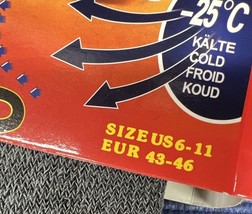 -25°C
KÄLTE
COLD
FROID
KOUD
SIZE US 6-11
EUR 43-46